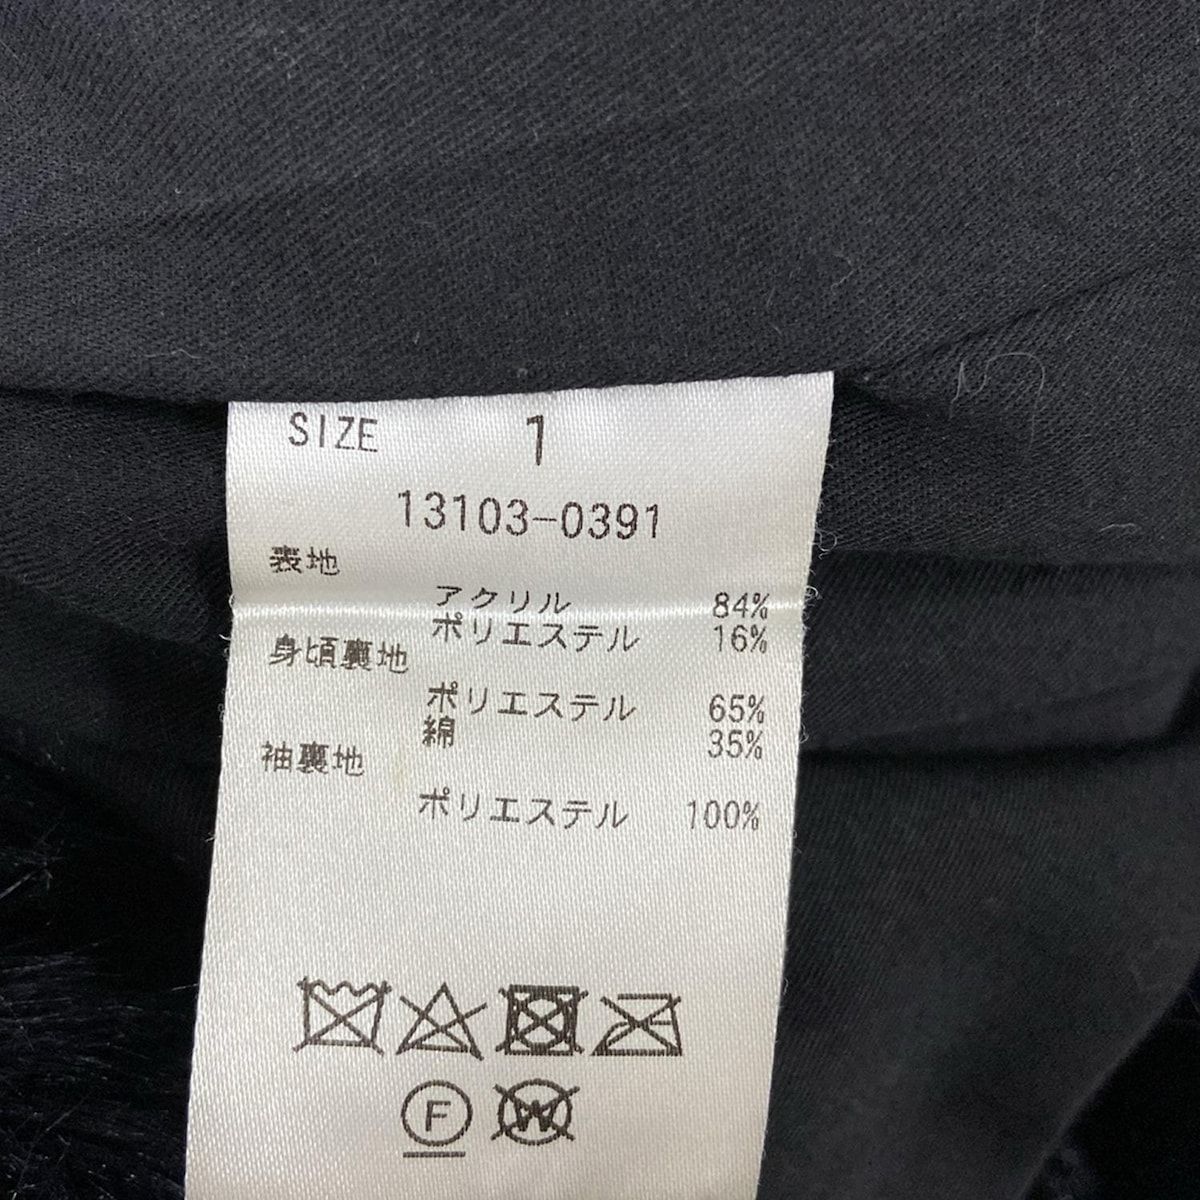 SIZE 1
13103-0391
表地
アクリル 84%
ポリエステル 16%
身頃裏地
ポリエステル 65%
綿 35%
袖裏地
ポリエステル 100%
F W